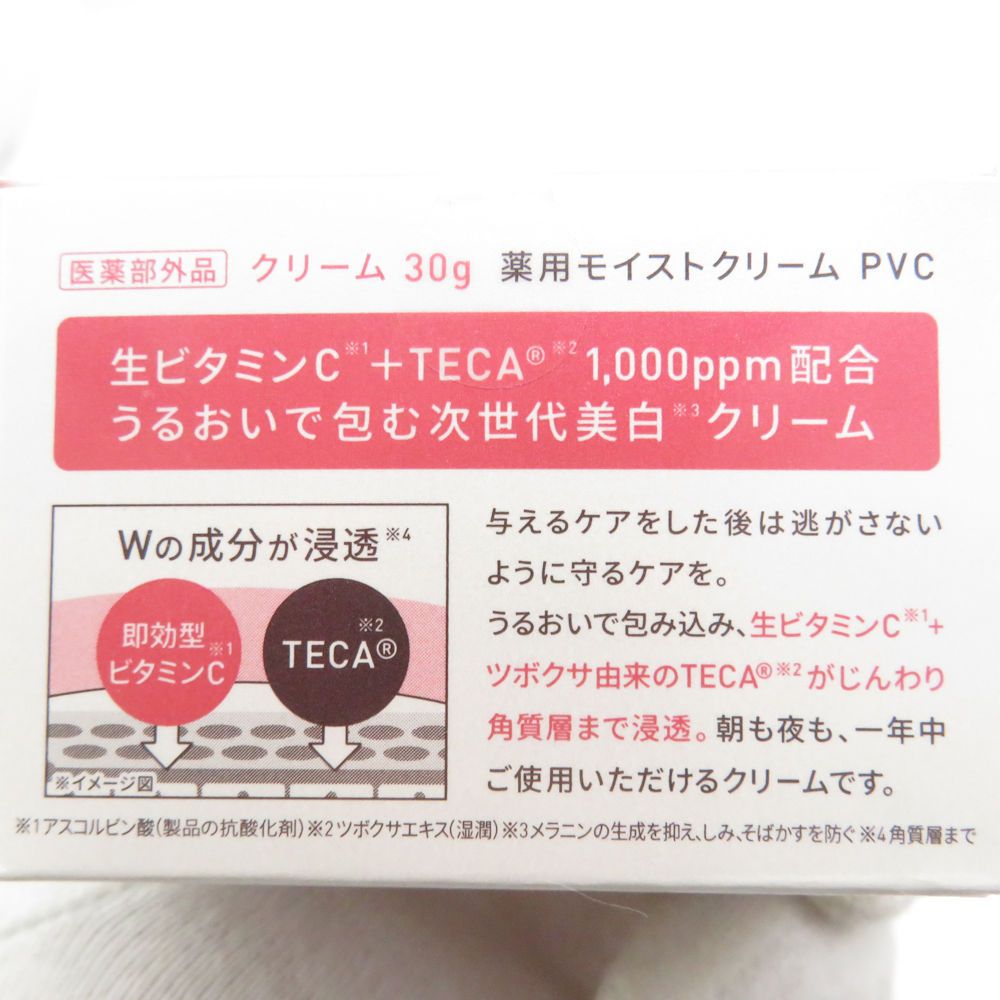 医薬部外品 クリーム 30g 薬用モイストクリーム PVC
生ビタミンC※1+TECA®※2 1,000ppm配合
うるおいで包む次世代美白※3クリーム
Wの成分が浸透※4
即効型
ビタミンC※1
TECA®※2
※イメージ図
与えるケアをした後は逃がさない
ように守るケアを。
うるおいで包み込み、生ビタミンC※1+
ツボクサ由来のTECA®※2がじんわり
角質層まで浸透。朝も夜も、一年中
ご使用いただけるクリームです。
※1アスコルビン酸(製品の抗酸化剤)※2ツボクサエキス(湿潤)※3メラニンの生成を抑え、しみ、そばかすを防ぐ※4角質層まで